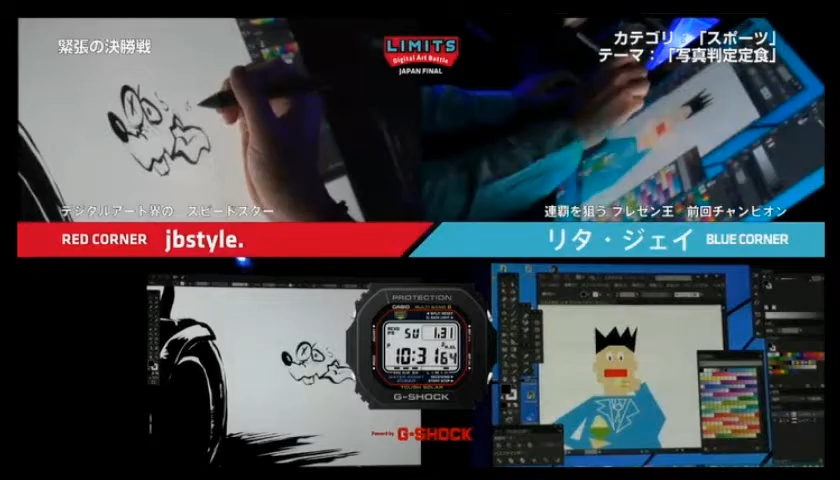 緊張の決勝戦
LIMITS
Digital Art Battle
JAPAN FINAL
カテゴリ：「スポーツ」
テーマ：「写真判定定食」
デジタルアート界の スピードスター
連覇を狙う プレゼン王 前回チャンピオン
RED CORNER jbstyle.
リタ・ジェイ BLUE CORNER
PROTECTION
CASIO
SU 1.31
10:31 64
TOUGH SOLAR
G-SHOCK
Powered by G-SHOCK